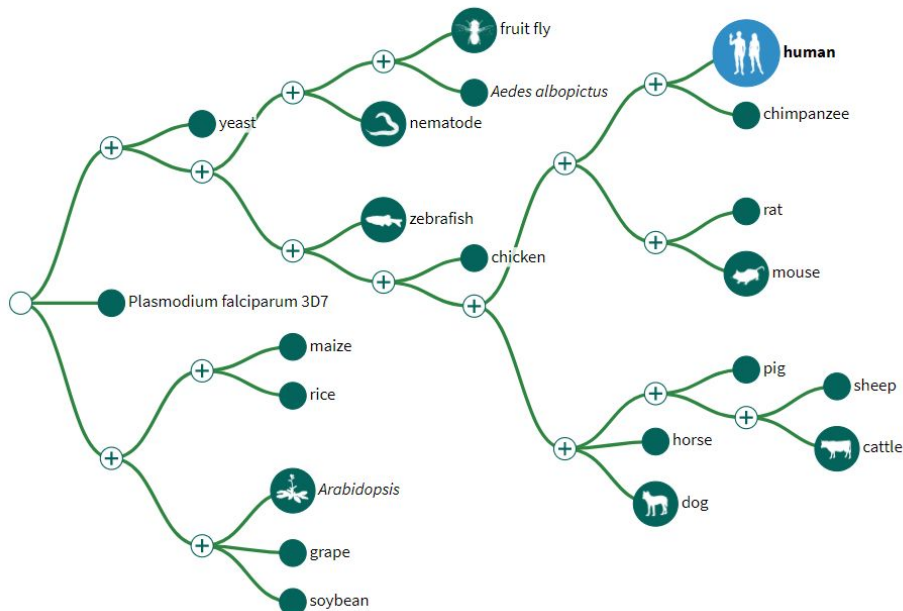 fruit fly
human
Aedes albopictus
chimpanzee
yeast
nematode
rat
zebrafish
chicken
mouse
Plasmodium falciparum 3D7
maize
pig
sheep
rice
horse
cattle
Arabidopsis
dog
grape
soybean